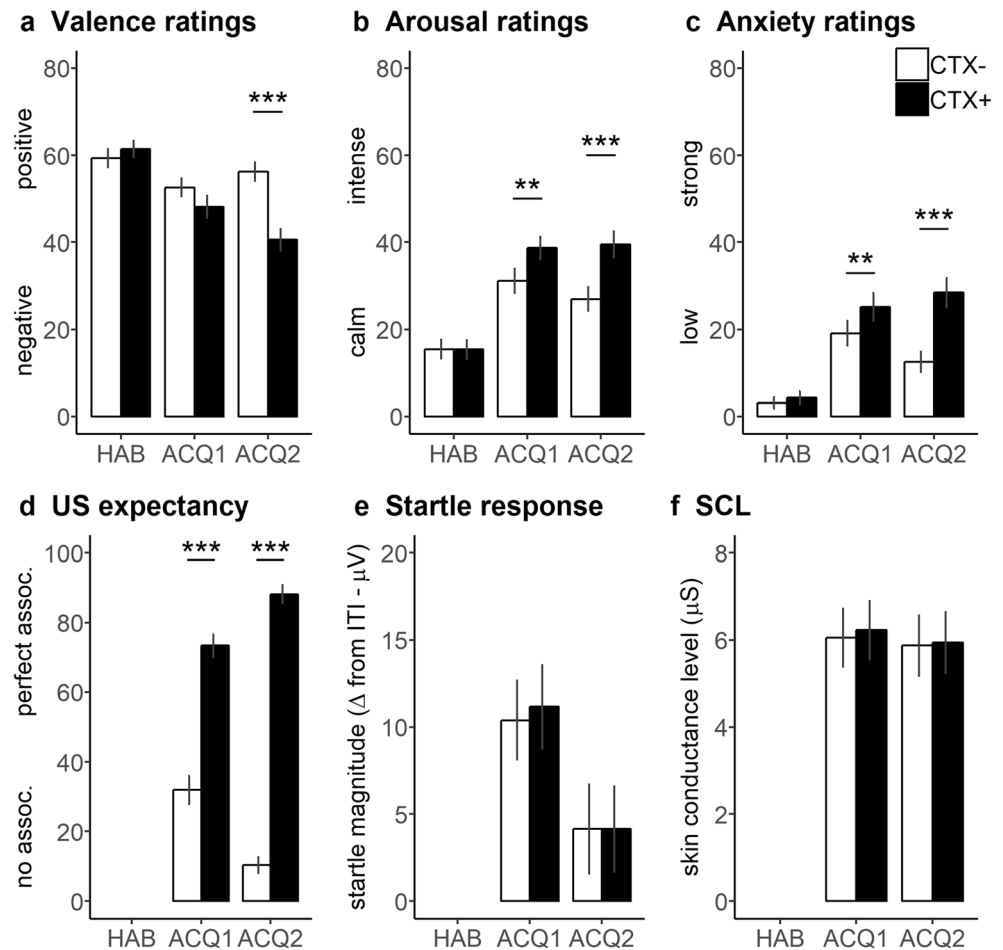 a Valence ratings
80
60
40
20
0
positive
negative
***
HAB ACQ1 ACQ2
b Arousal ratings
80
60
40
20
0
intense
calm
**
***
HAB ACQ1 ACQ2
c Anxiety ratings
80
60
40
20
0
strong
low
**
***
CTX-
CTX+
HAB ACQ1 ACQ2
d US expectancy
100
80
60
40
20
0
perfect assoc.
no assoc.
***
***
HAB ACQ1 ACQ2
e Startle response
20
15
10
5
0
startle magnitude (Δ from ITI - μV)
HAB ACQ1 ACQ2
f SCL
8
6
4
2
0
skin conductance level (μS)
HAB ACQ1 ACQ2